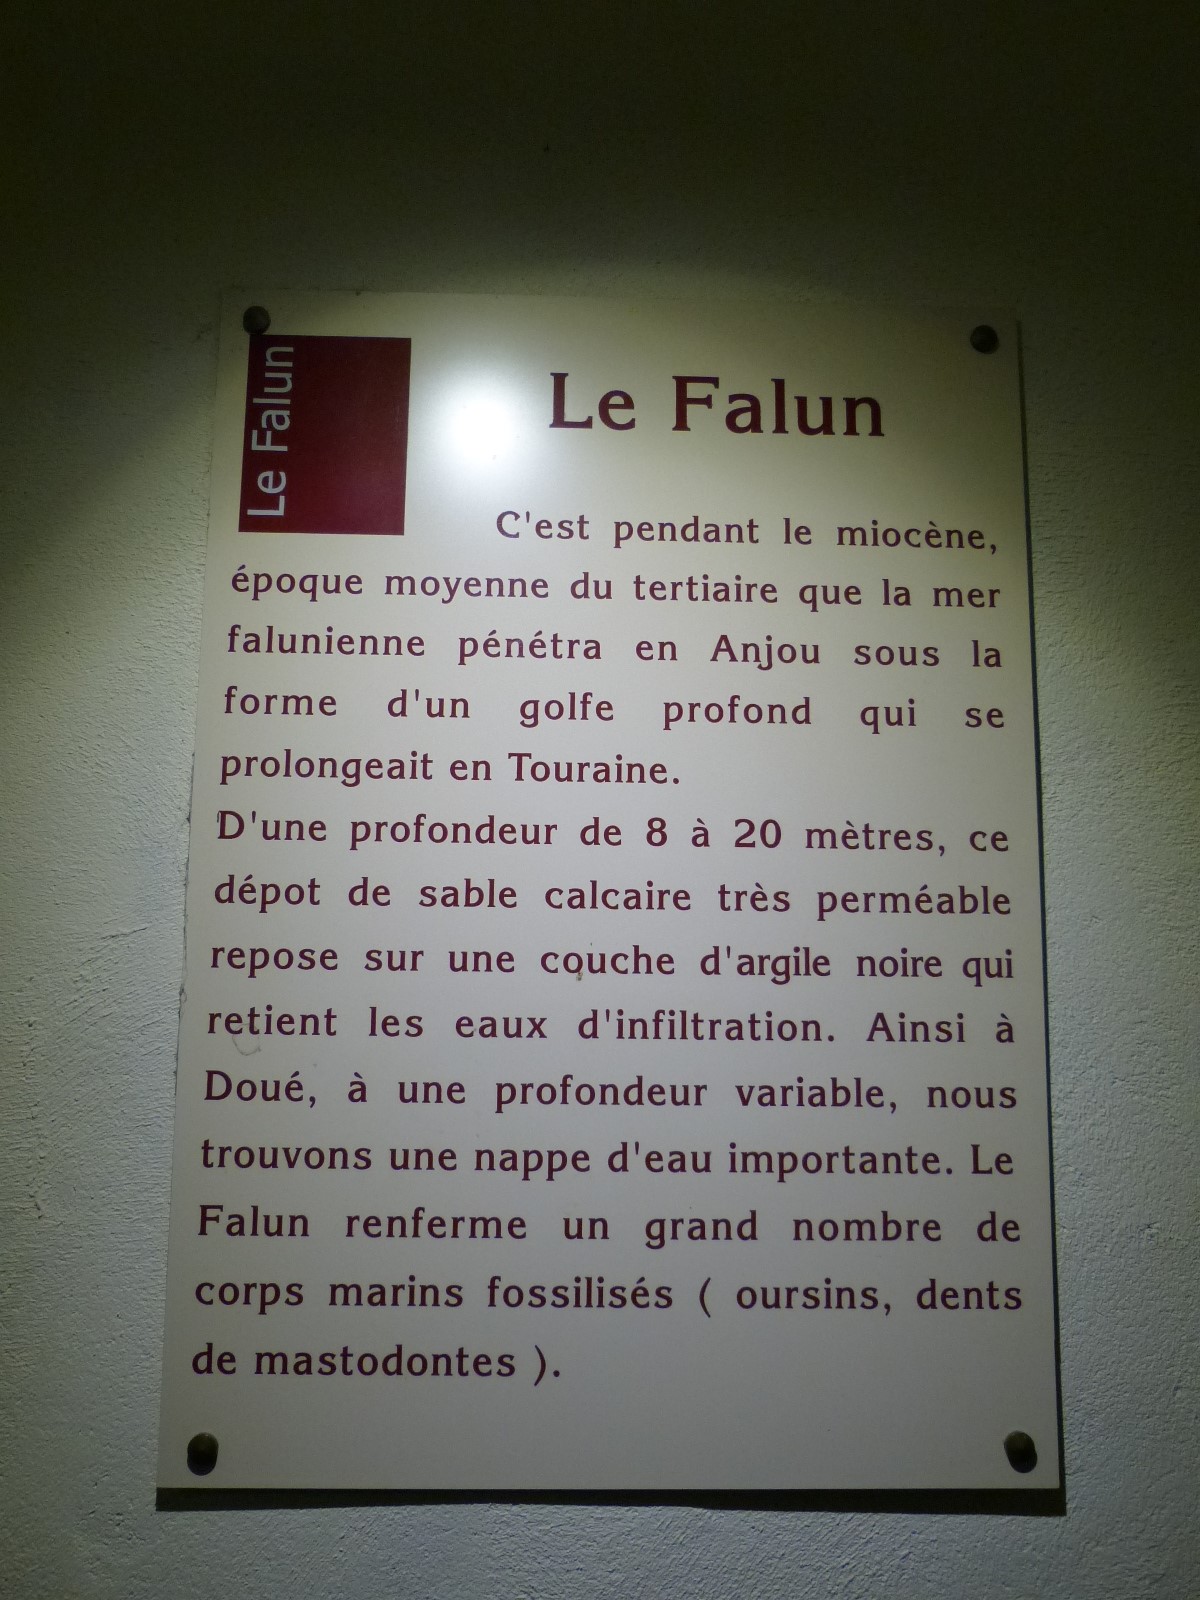 Le Falun
Le Falun
C'est pendant le miocène,
époque moyenne du tertiaire que la mer
falunienne pénétra en Anjou sous la
forme d'un golfe profond qui se
prolongeait en Touraine.
D'une profondeur de 8 à 20 mètres, ce
dépot de sable calcaire très perméable
repose sur une couche d'argile noire qui
retient les eaux d'infiltration. Ainsi à
Doué, à une profondeur variable, nous
trouvons une nappe d'eau importante. Le
Falun renferme un grand nombre de
corps marins fossilisés ( oursins, dents
de mastodontes ).